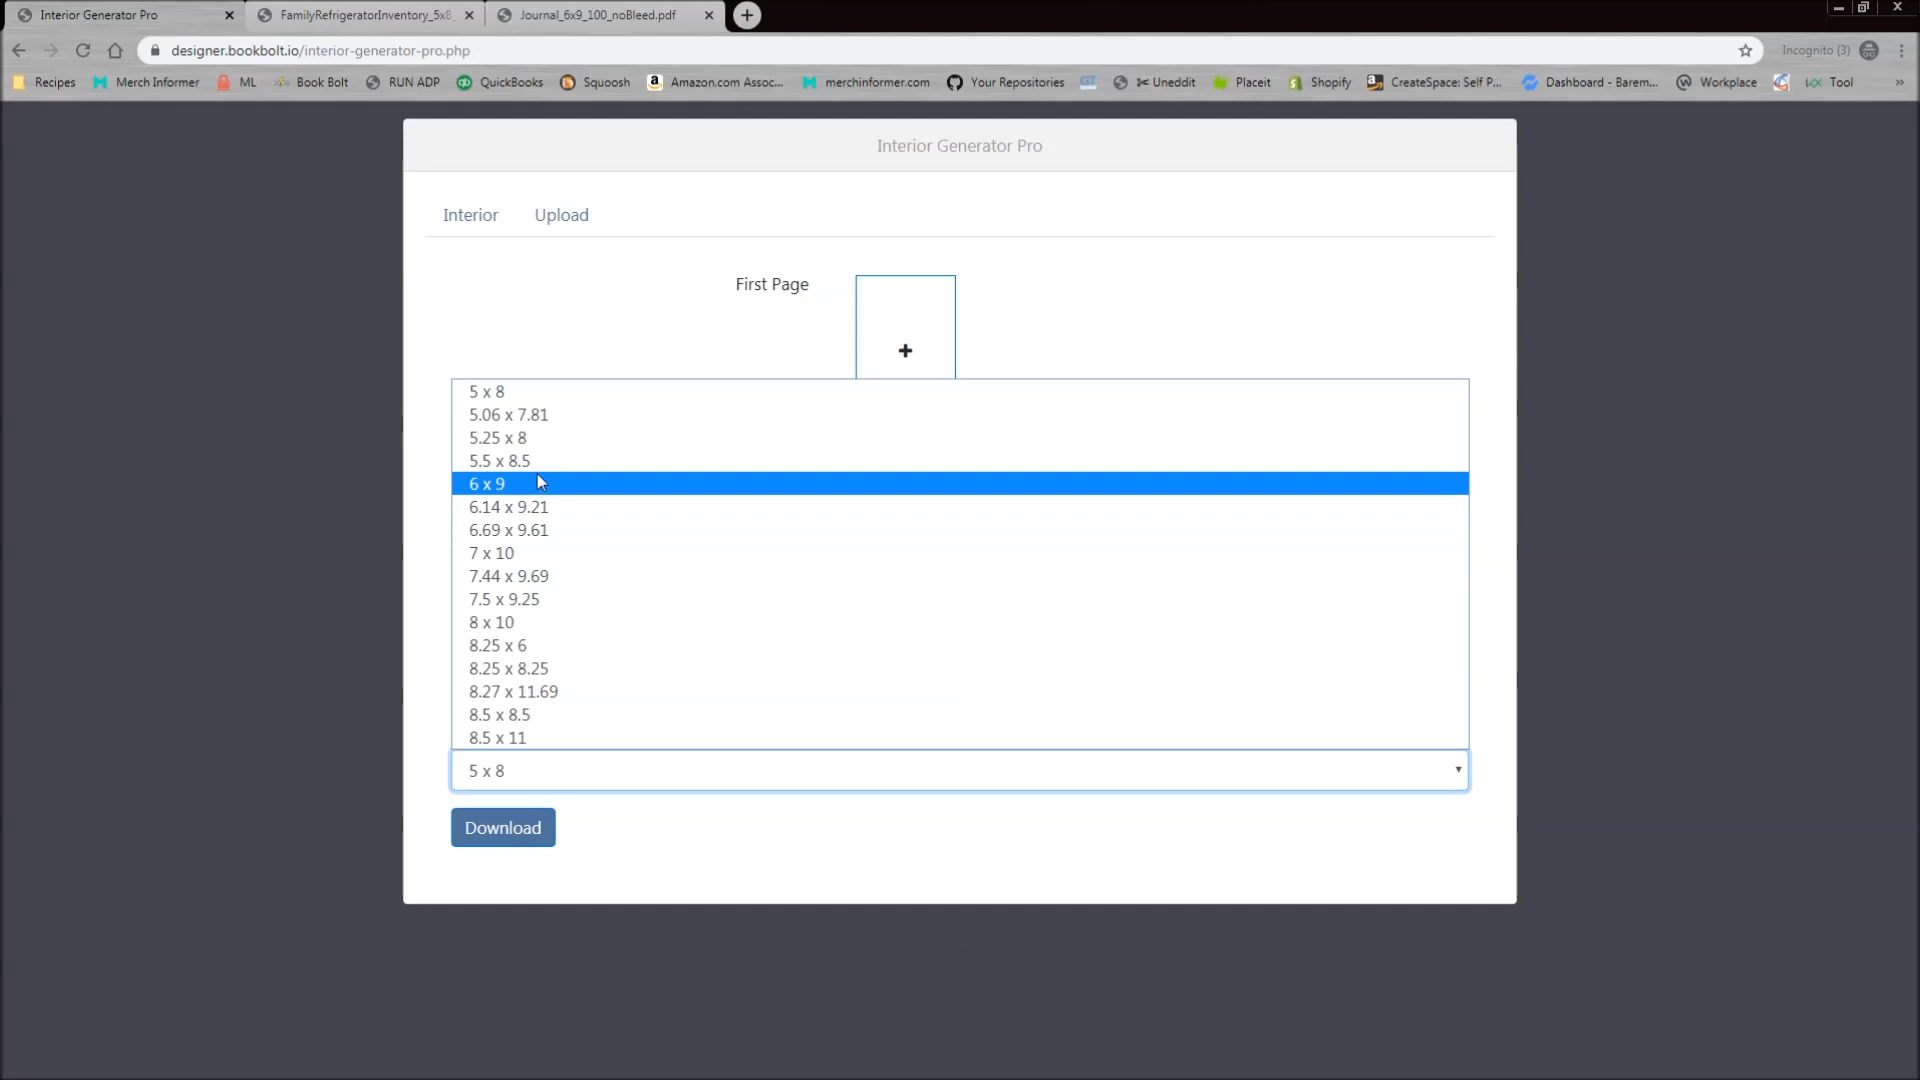 Interior Generator Pro
FamilyRefrigeratorInventory_5x8_
Journal_6x9_100_noBleed.pdf
designer.bookbolt.io/interior-generator-pro.php
Incognito (3)
Recipes
Merch Informer
ML
Book Bolt
RUN ADP
QuickBooks
Squoosh
Amazon.com Assoc...
merchinformer.com
Your Repositories
GT
Uneddit
Placeit
Shopify
CreateSpace: Self P...
Dashboard - Barem...
Workplace
Tool
Interior Generator Pro
Interior
Upload
First Page
5 x 8
5.06 x 7.81
5.25 x 8
5.5 x 8.5
6 x 9
6.14 x 9.21
6.69 x 9.61
7 x 10
7.44 x 9.69
7.5 x 9.25
8 x 10
8.25 x 6
8.25 x 8.25
8.27 x 11.69
8.5 x 8.5
8.5 x 11
5 x 8
Download